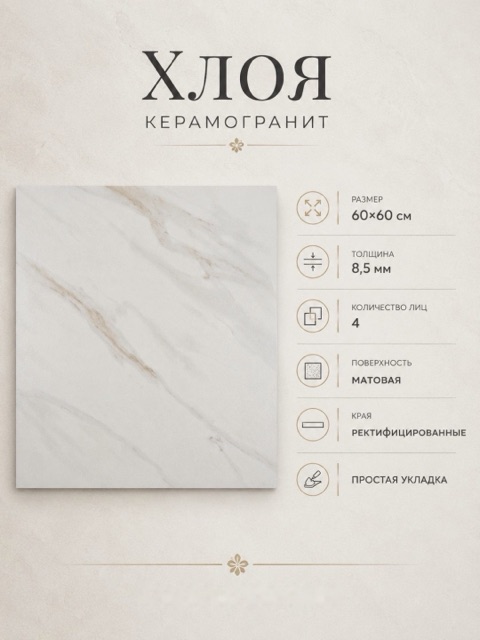 ХЛОЯ
КЕРАМОГРАНИТ
РАЗМЕР
60×60 см
ТОЛЩИНА
8,5 мм
КОЛИЧЕСТВО ЛИЦ
4
ПОВЕРХНОСТЬ
МАТОВАЯ
КРАЯ
РЕКТИФИЦИРОВАННЫЕ
ПРОСТАЯ УКЛАДКА